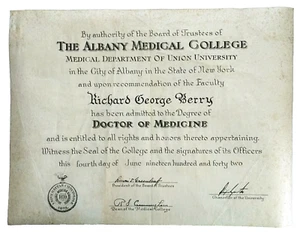 By authority of the Board of Trustees of
THE ALBANY MEDICAL COLLEGE
MEDICAL DEPARTMENT OF UNION UNIVERSITY
in the City of Albany in the State of New York
and upon recommendation of the Faculty
Richard George Berry
has been admitted to the Degree of
DOCTOR OF MEDICINE
and is entitled to all rights and honors thereto appertaining.
Witness the Seal of the College and the signatures of its Officers
this fourth day of June nineteen hundred and forty two
President of the Board of Trustees
Chancellor of the University
Dean of the Medical College